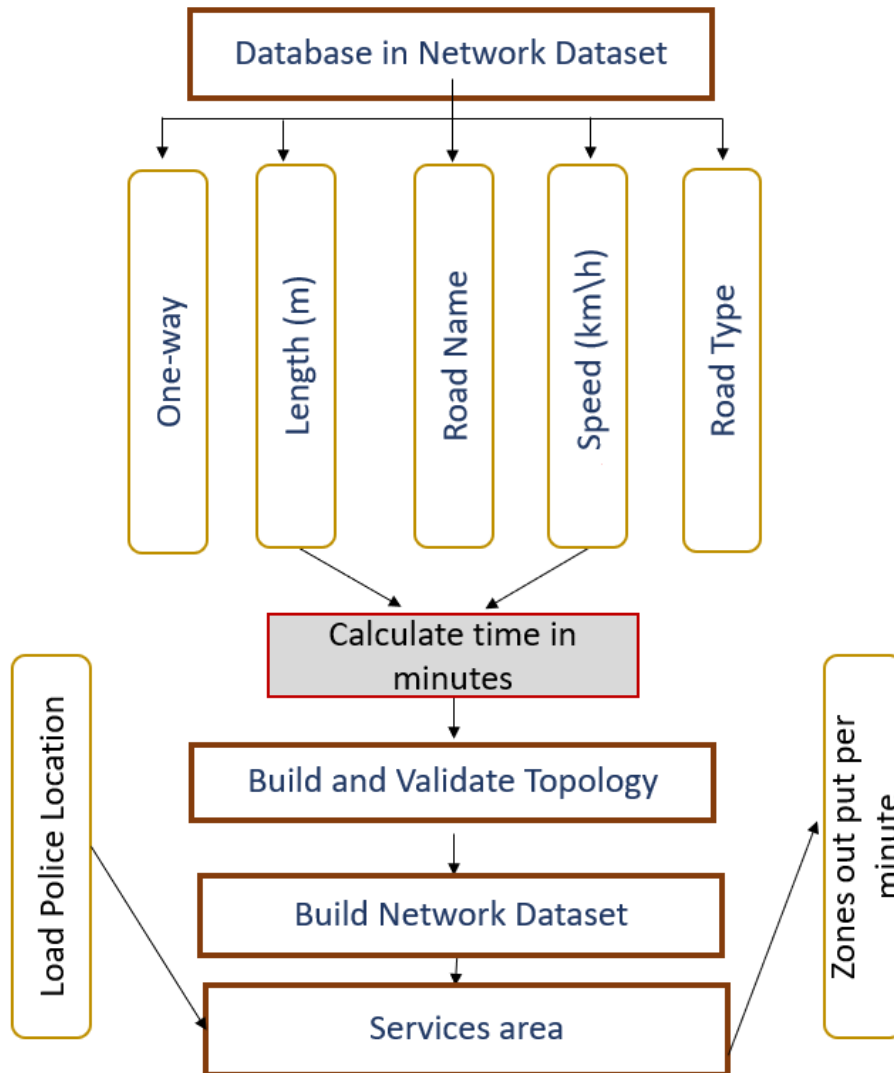 Database in Network Dataset
One-way
Length (m)
Road Name
Speed (km\h)
Road Type
Calculate time in
minutes
Load Police Location
Zones out put per
minute
Build and Validate Topology
Build Network Dataset
Services area